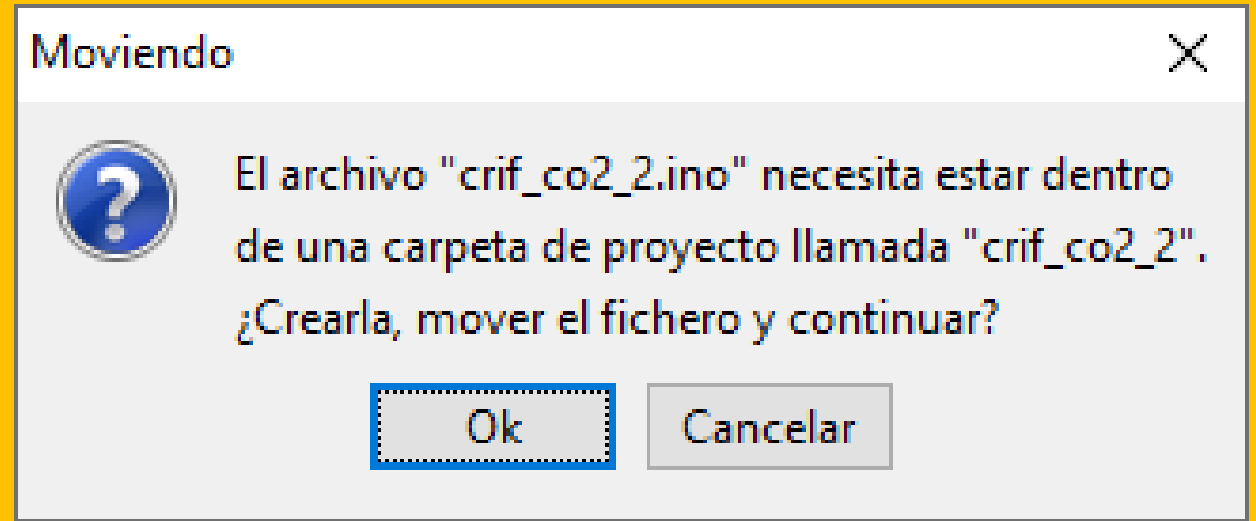 Moviendo
El archivo "crif_co2_2.ino" necesita estar dentro
de una carpeta de proyecto llamada "crif_co2_2".
¿Crearla, mover el fichero y continuar?
Ok
Cancelar